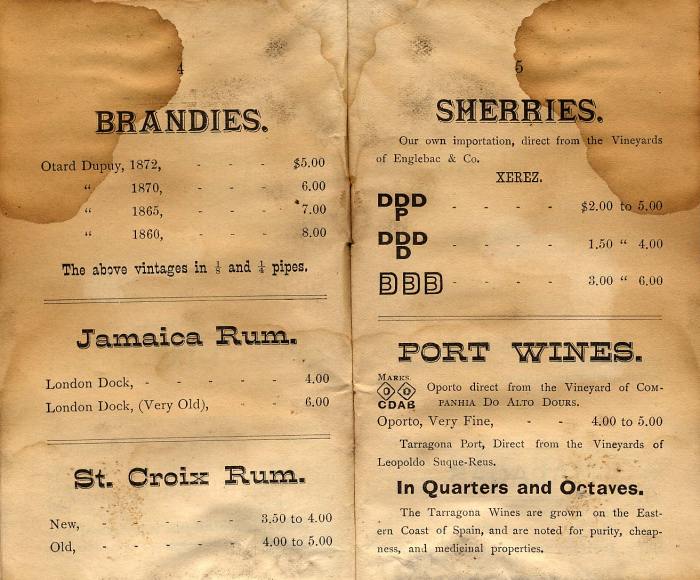 4
BRANDIES.
Otard Dupuy, 1872, - - - $5.00
“ 1870, - - - 6.00
“ 1865, - - - 7.00
“ 1860, - - - 8.00
The above vintages in ⅛ and ¼ pipes.
Jamaica Rum.
London Dock, - - - - - 4.00
London Dock, (Very Old), - - - 6.00
St. Croix Rum.
New, - - - - - 3.50 to 4.00
Old, - - - - - 4.00 to 5.00
5
SHERRIES.
Our own importation, direct from the Vineyards
of Englebac & Co.
XEREZ.
DDD
P
- - - - - $2.00 to 5.00
DDD
D
- - - - - 1.50 “ 4.00
BBB - - - - - 3.00 “ 6.00
PORT WINES.
MARKS
O O
CDAB
Oporto direct from the Vineyard of COM-
PANHIA DO ALTO DOURS.
Oporto, Very Fine, - - 4.00 to 5.00
Tarragona Port, Direct from the Vineyards of
Leopoldo Suque-Reus.
In Quarters and Octaves.
The Tarragona Wines are grown on the East-
ern Coast of Spain, and are noted for purity, cheap-
ness, and medicinal properties.